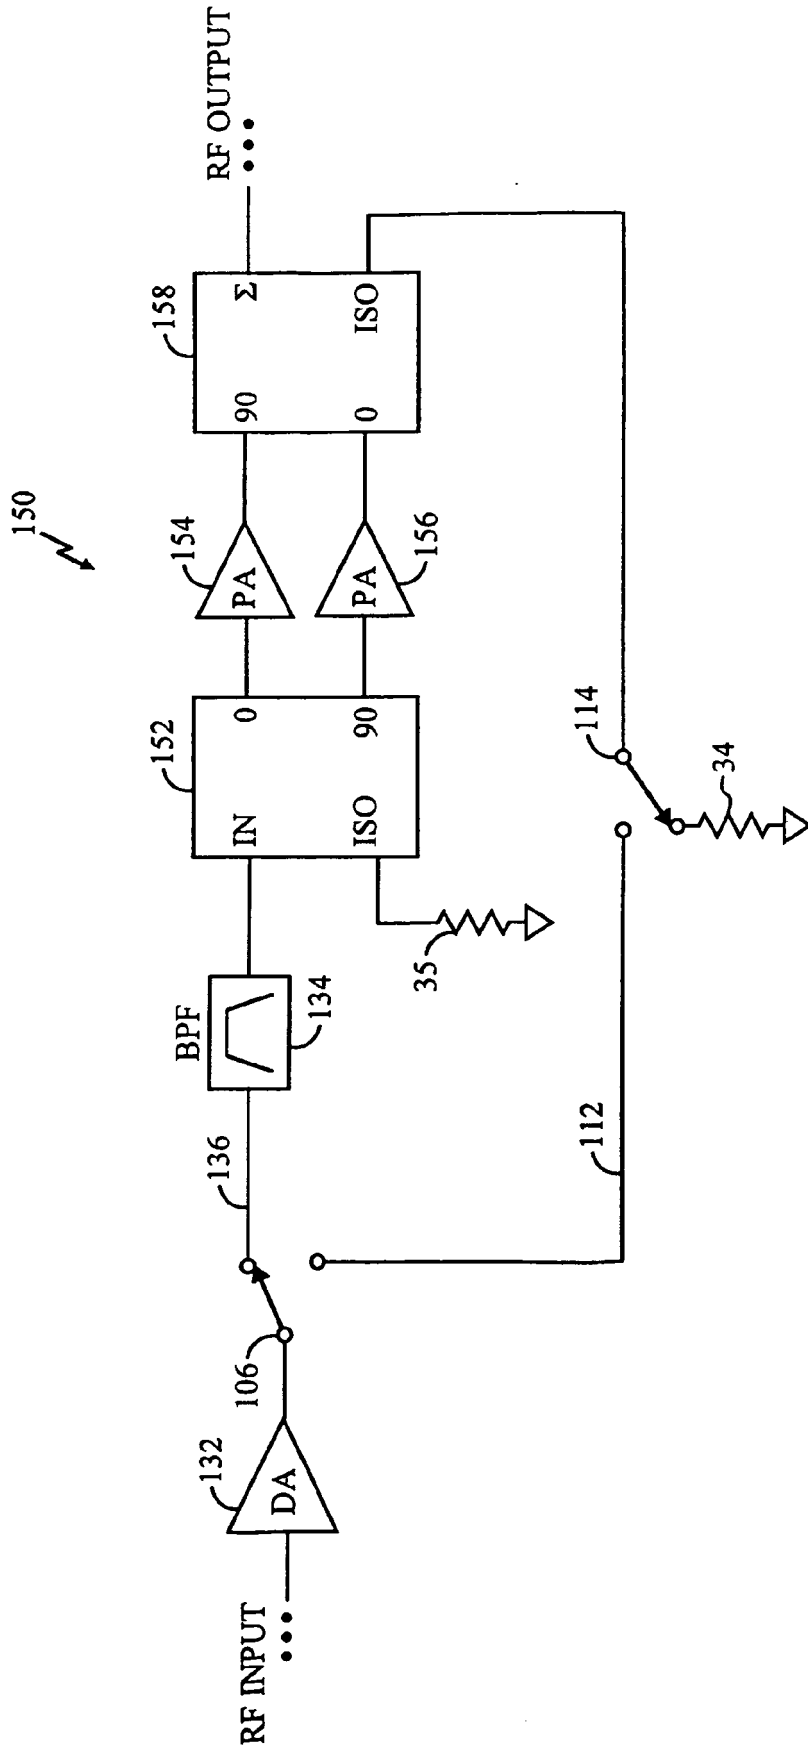 150
RF INPUT
132
DA
106
136
BPF
134
35
152
IN
ISO
0
90
154
PA
PA
156
158
90
0
Σ
ISO
RF OUTPUT
112
114
34